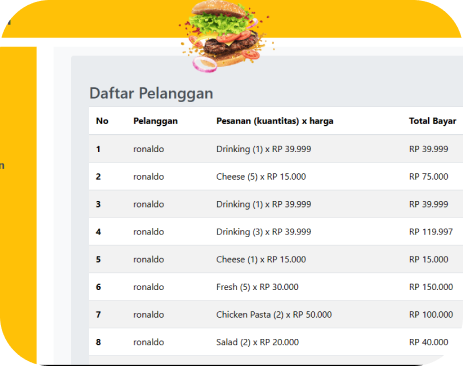 Daftar Pelanggan
No Pelanggan Pesanan (kuantitas) x harga Total Bayar
1 ronaldo Drinking (1) x RP 39.999 RP 39.999
2 ronaldo Cheese (5) x RP 15.000 RP 75.000
3 ronaldo Drinking (1) x RP 39.999 RP 39.999
4 ronaldo Drinking (3) x RP 39.999 RP 119.997
5 ronaldo Cheese (1) x RP 15.000 RP 15.000
6 ronaldo Fresh (5) x RP 30.000 RP 150.000
7 ronaldo Chicken Pasta (2) x RP 50.000 RP 100.000
8 ronaldo Salad (2) x RP 20.000 RP 40.000